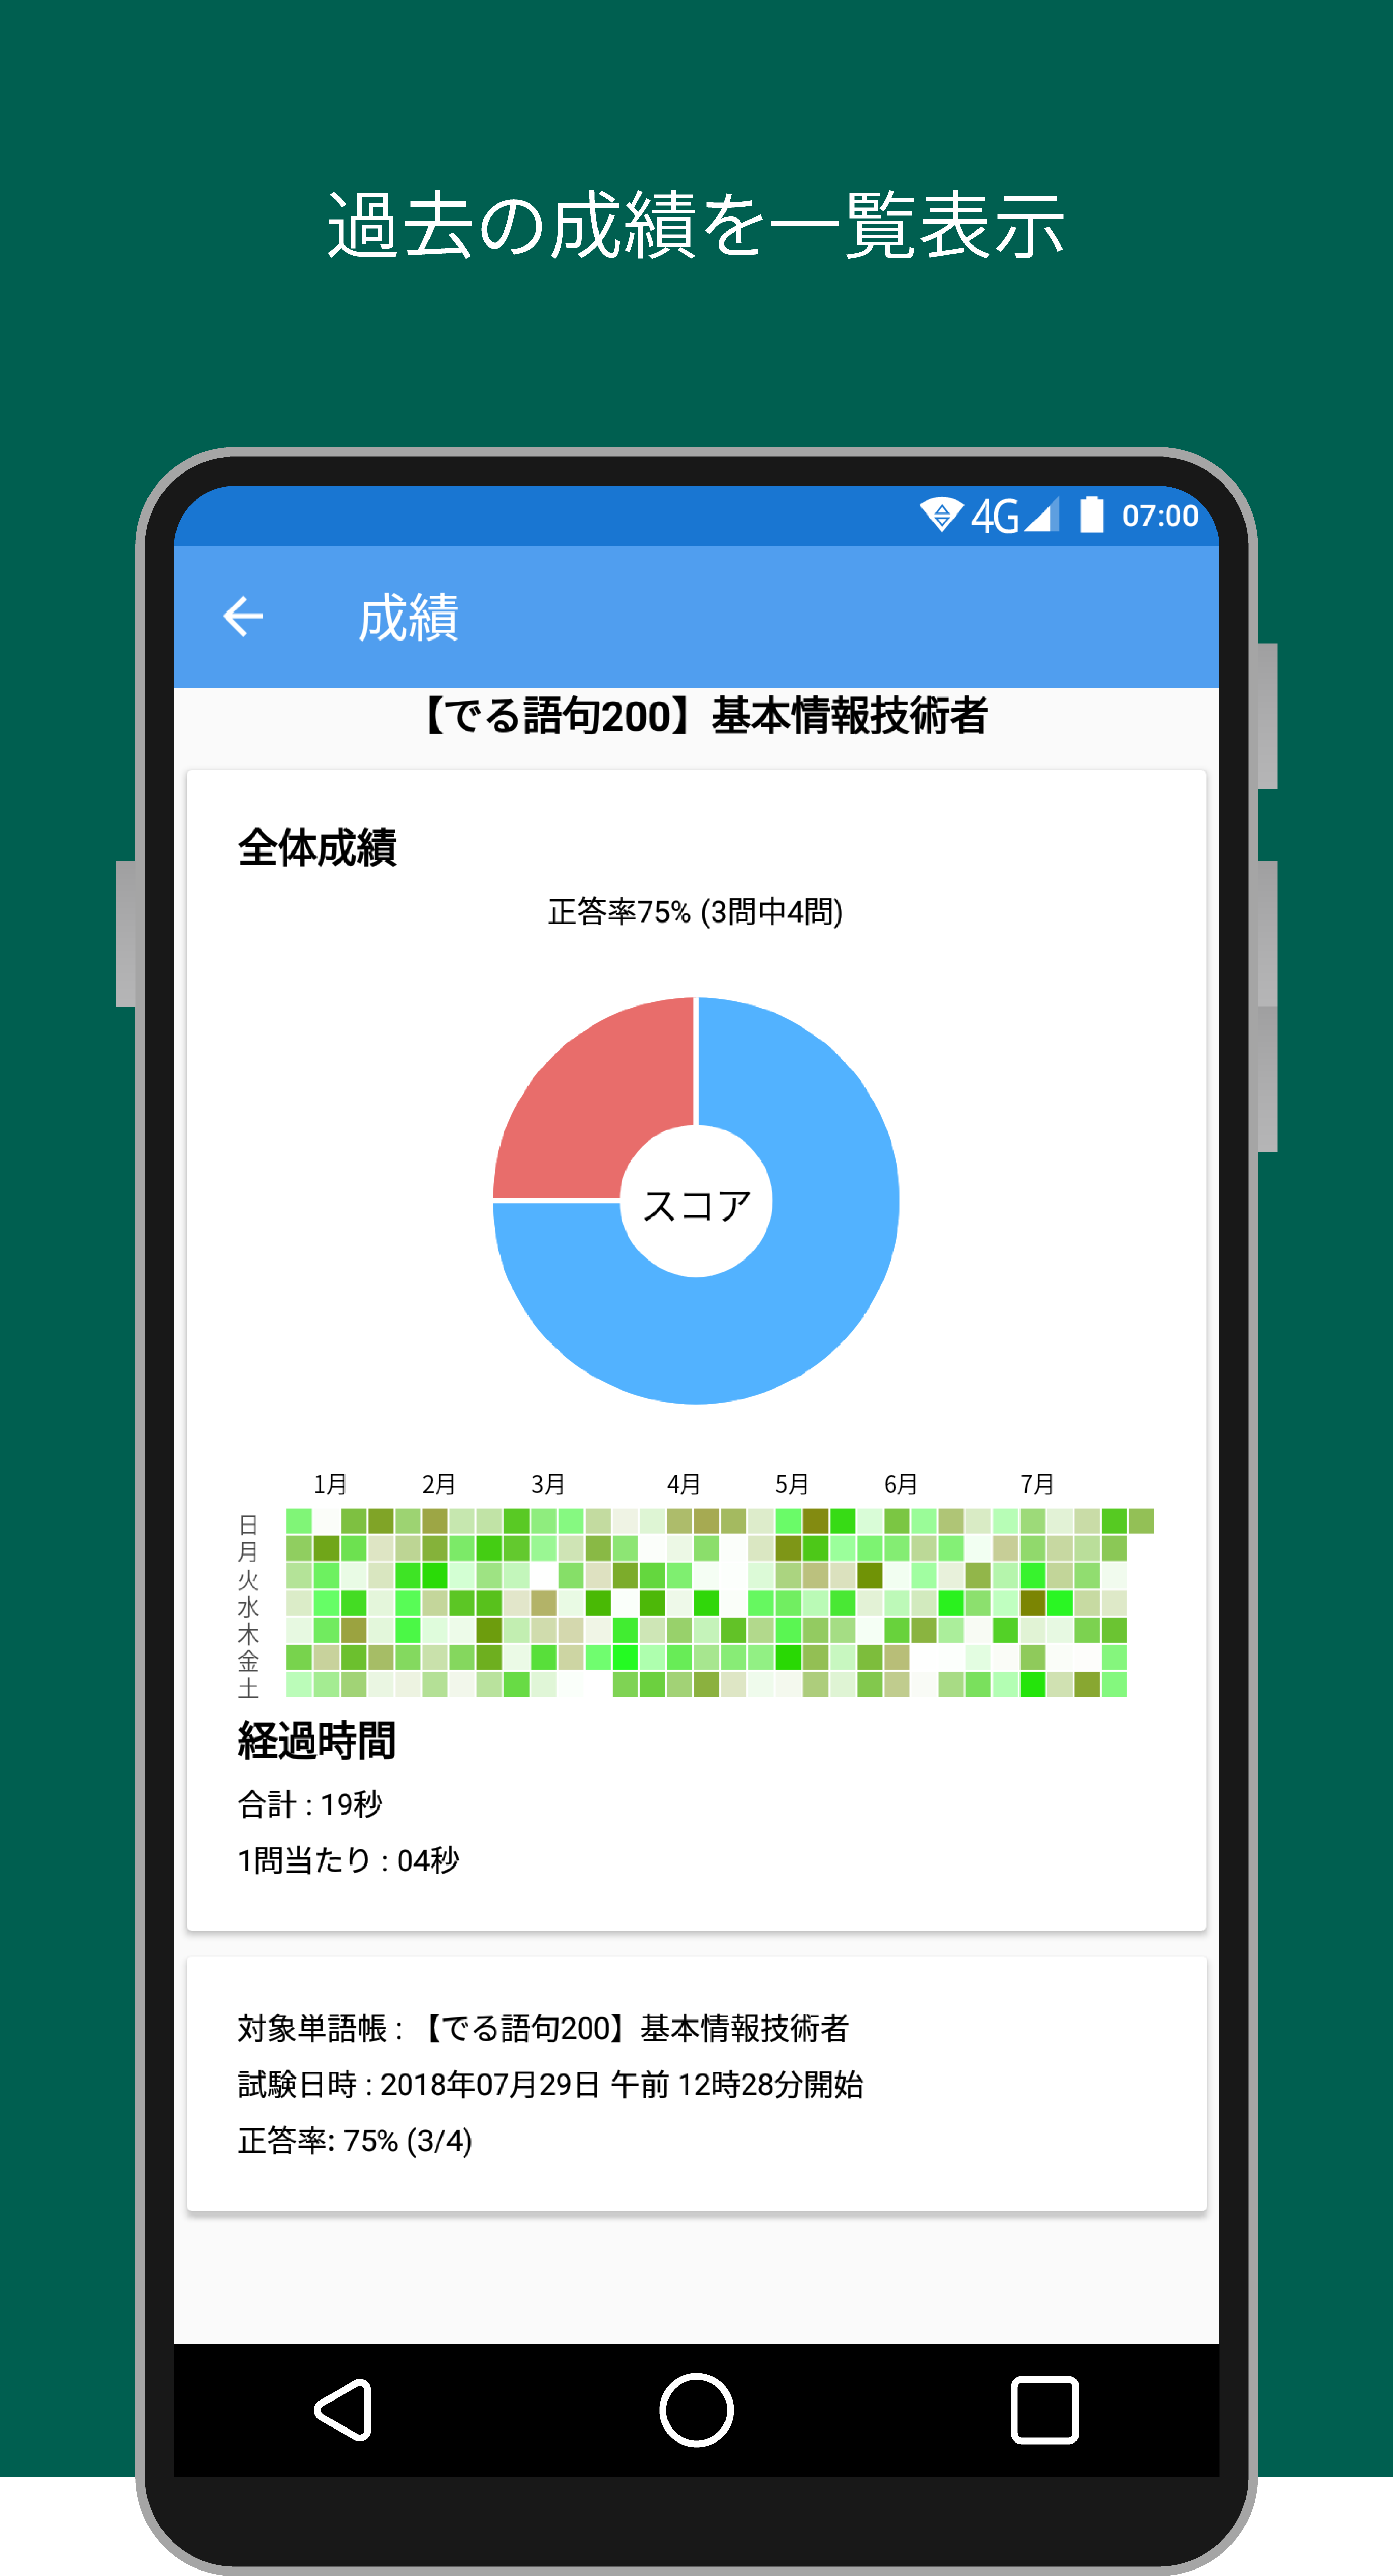 過去の成績を一覧表示
4G 07:00
成績
【でる語句200】基本情報技術者
全体成績
正答率75% (3問中4問)
スコア
1月 2月 3月 4月 5月 6月 7月
日
月
火
水
木
金
土
経過時間
合計 : 19秒
1問当たり : 04秒
対象単語帳 : 【でる語句200】基本情報技術者
試験日時 : 2018年07月29日 午前 12時28分開始
正答率: 75% (3/4)